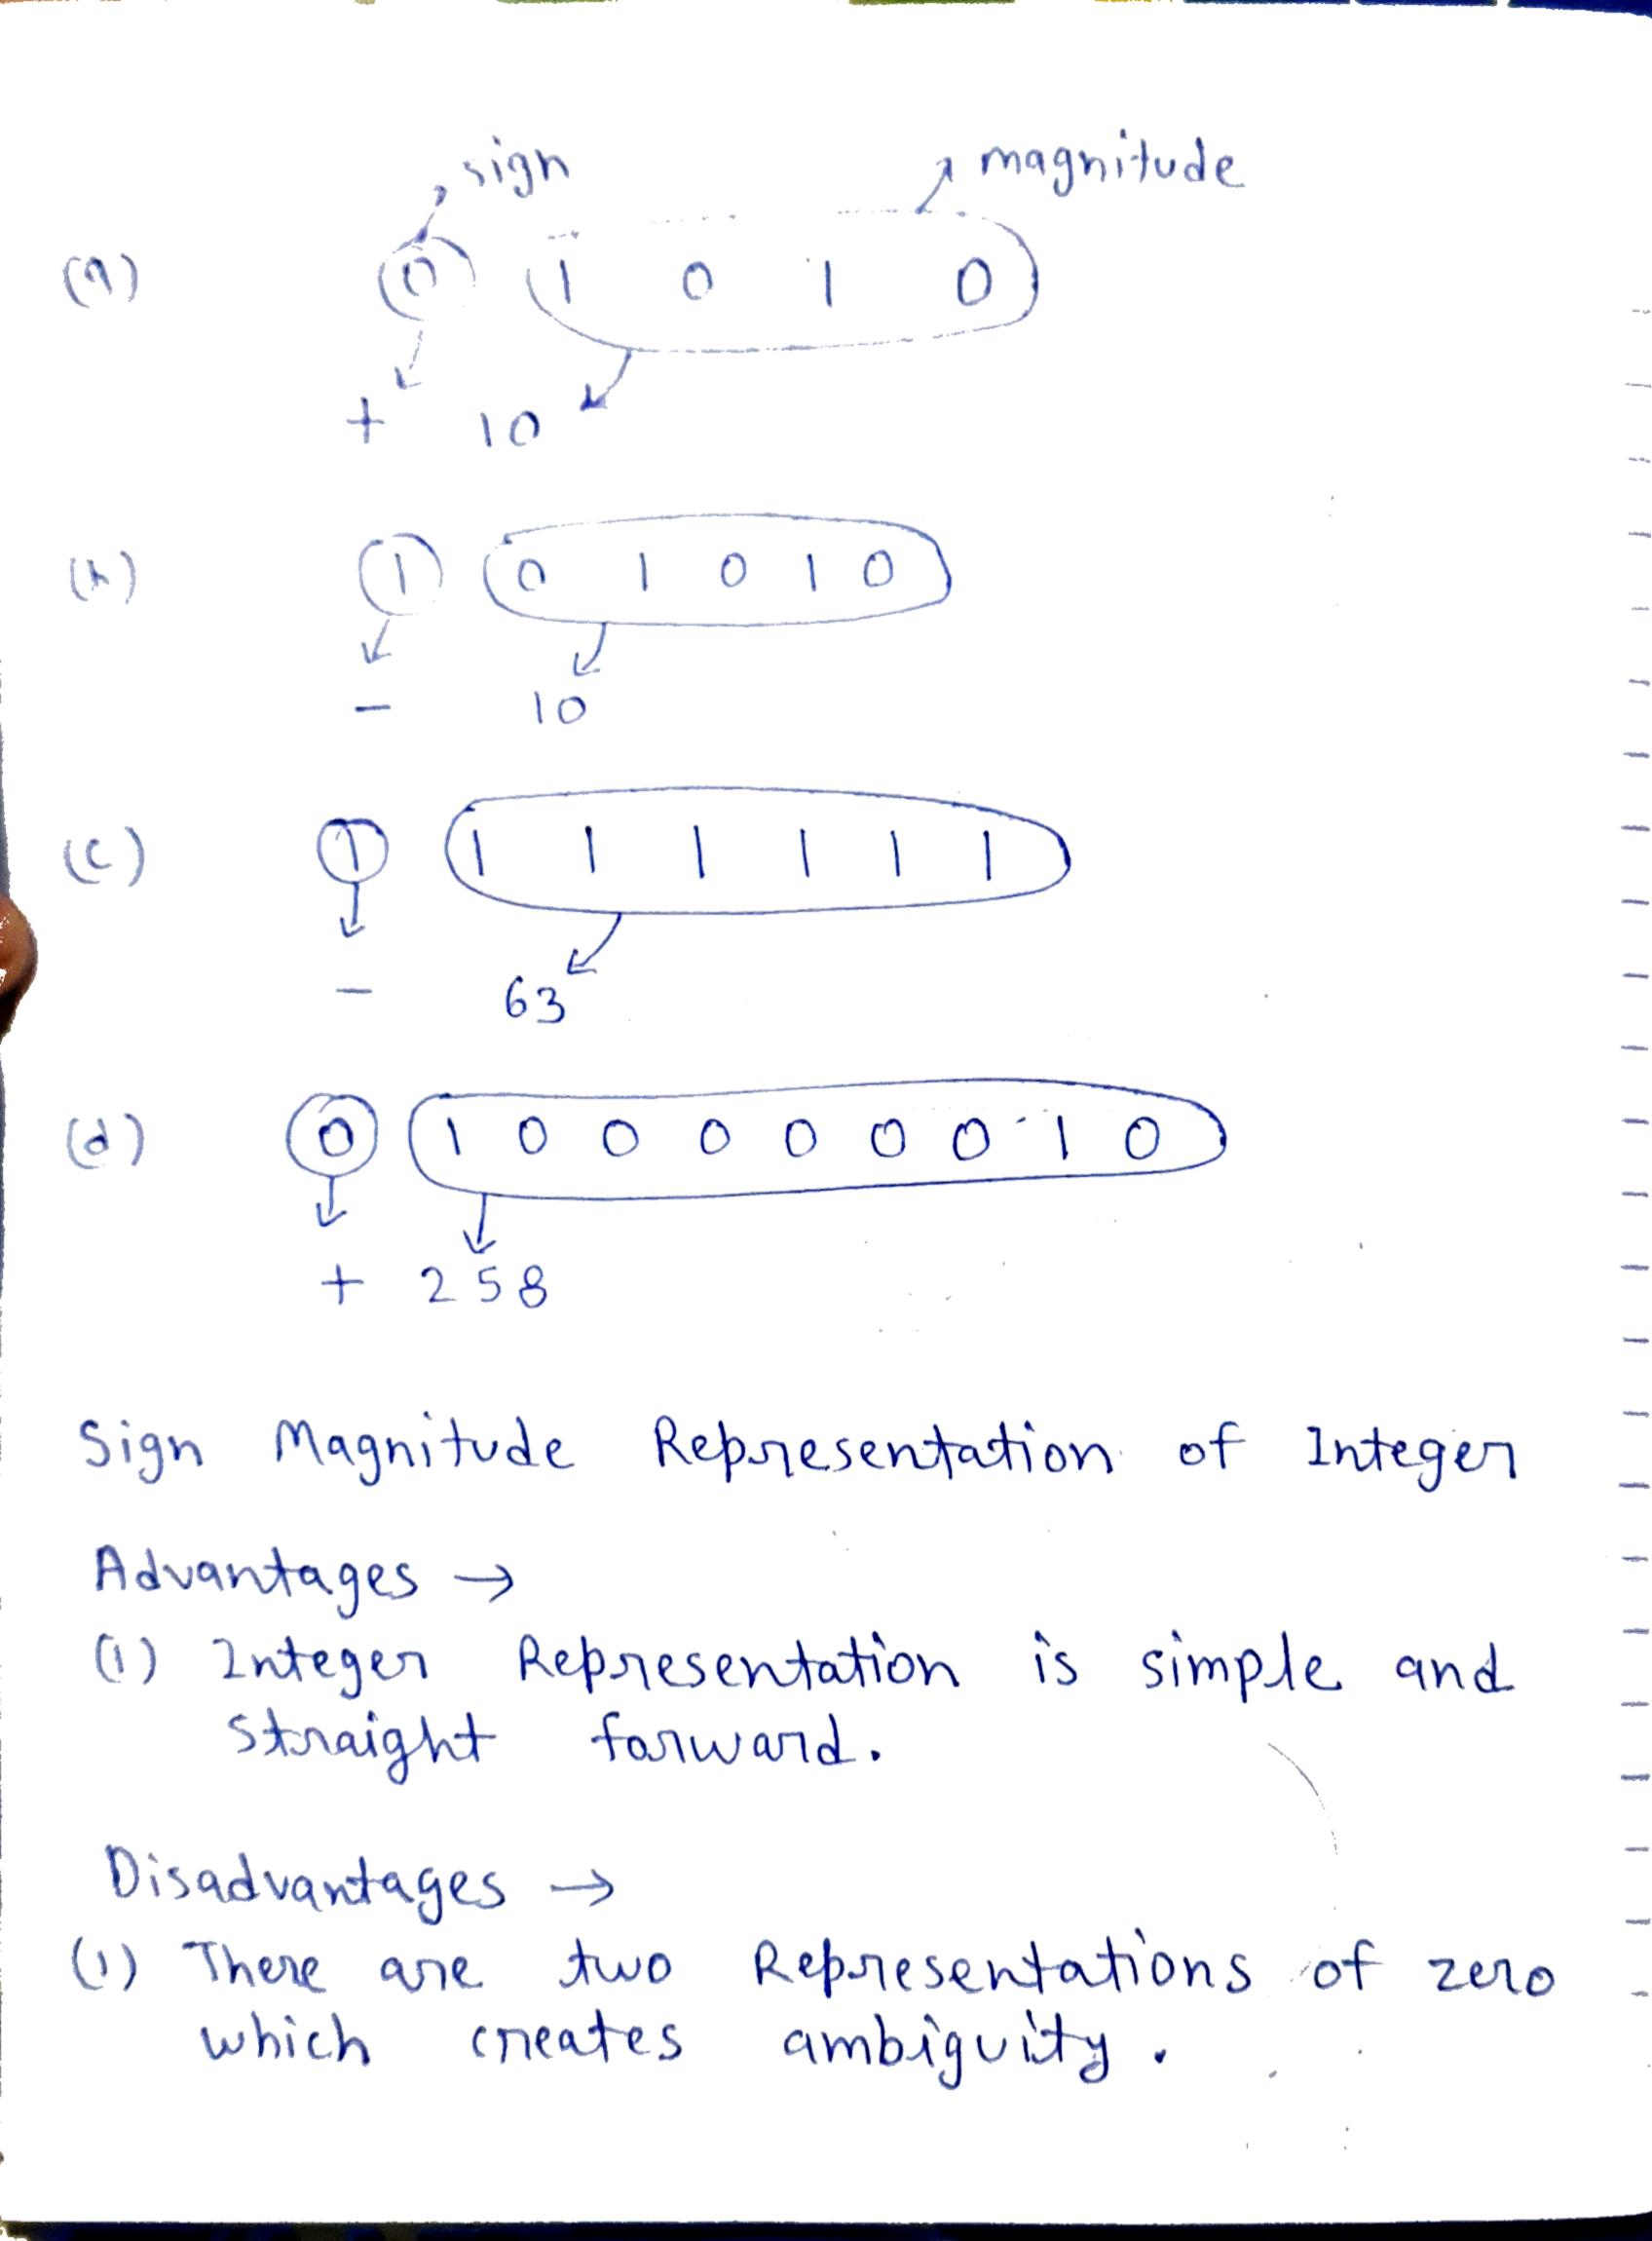 sign magnitude
(a) 0 1 0 1 0
+ 10
(b) 1 0 1 0 1 0
- 10
(c) 1 1 1 1 1 1 1
- 63
(d) 0 1 0 0 0 0 0 0 1 0
+ 258
Sign Magnitude Representation of Integer
Advantages →
(1) Integer Representation is simple and
straight forward.
Disadvantages →
(1) There are two Representations of zero
which creates ambiguity.